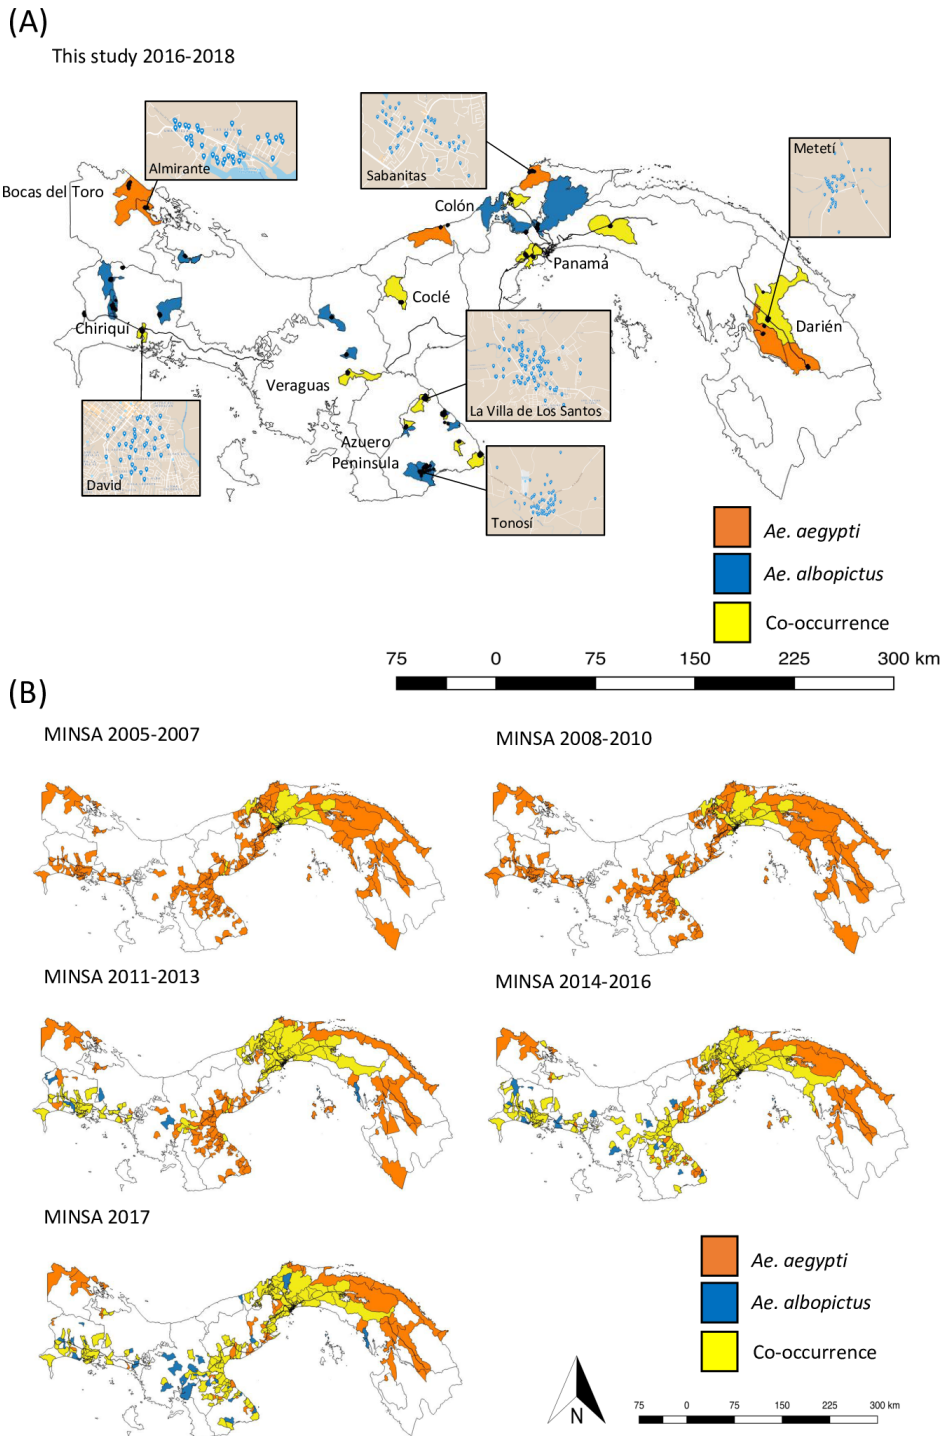 (A)
This study 2016-2018
Almirante
Sabanitas
Metetí
Bocas del Toro
Colón
Panamá
Coclé
Chiriquí
Darién
Veraguas
La Villa de Los Santos
Azuero
Peninsula
David
Tonosí
Ae. aegypti
Ae. albopictus
Co-occurrence
75 0 75 150 225 300 km
(B)
MINSA 2005-2007
MINSA 2008-2010
MINSA 2011-2013
MINSA 2014-2016
MINSA 2017
Ae. aegypti
Ae. albopictus
Co-occurrence
N
75 0 75 150 225 300 km